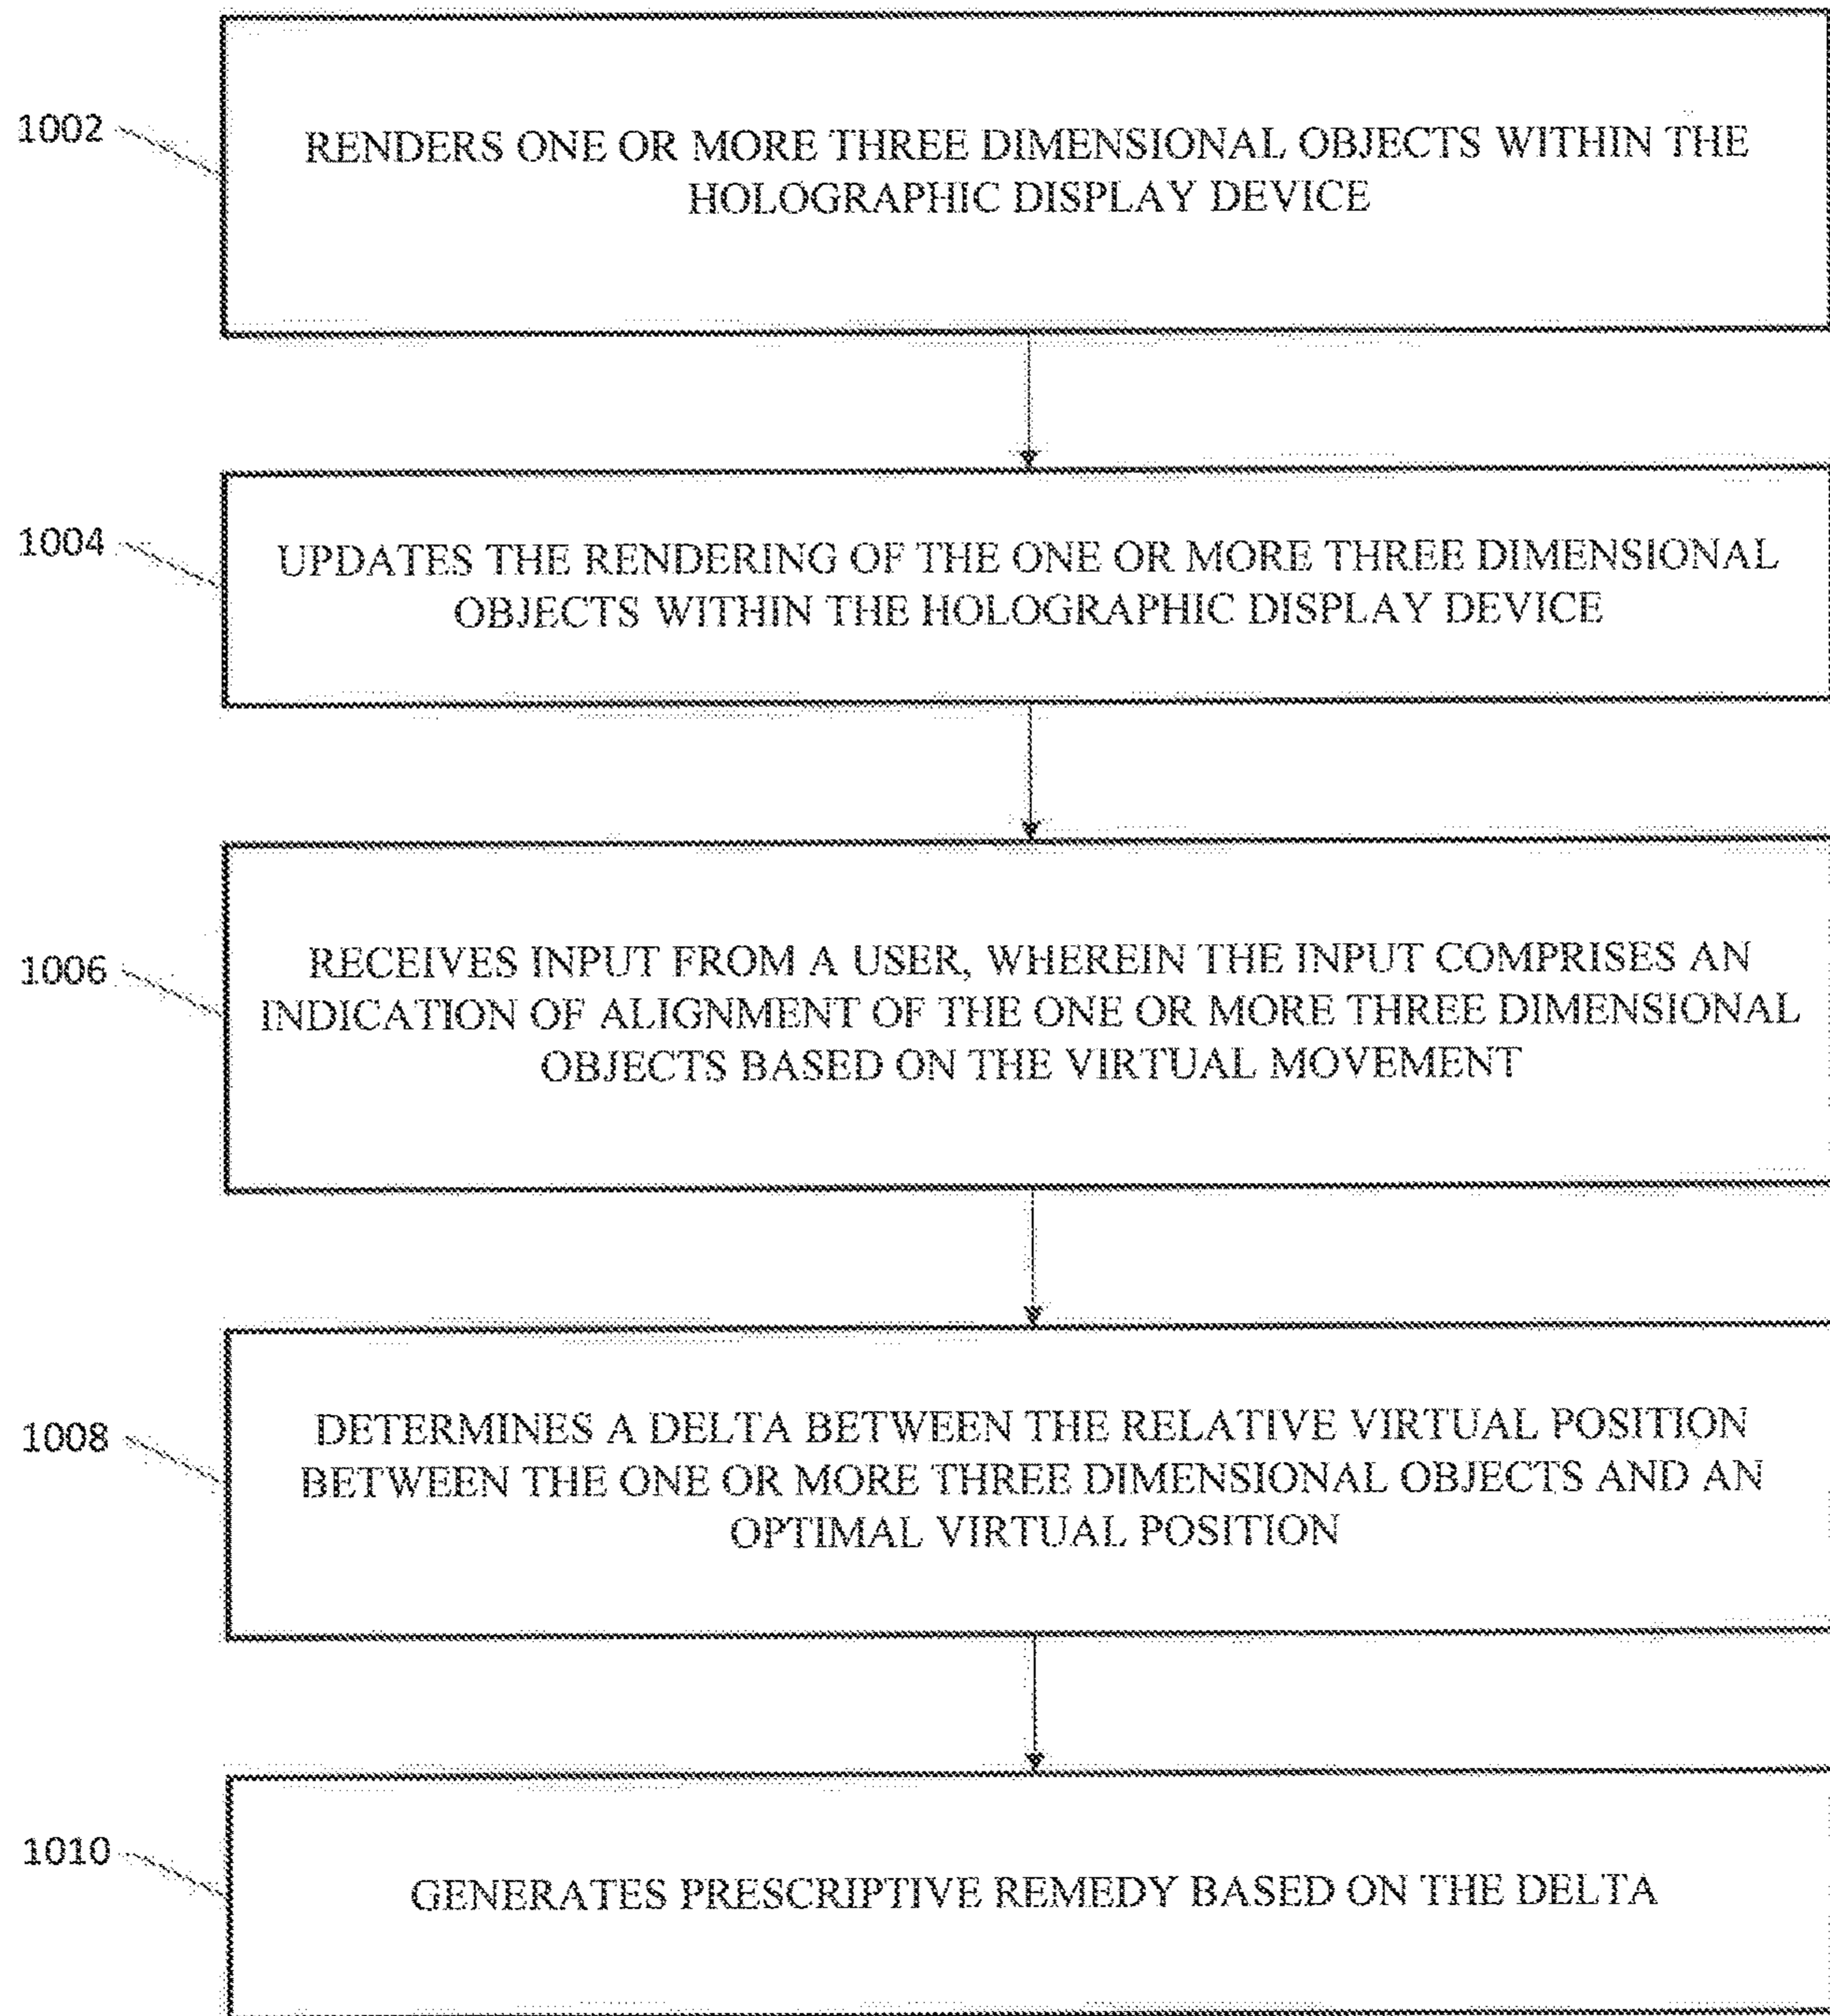 1002
RENDERS ONE OR MORE THREE DIMENSIONAL OBJECTS WITHIN THE
HOLOGRAPHIC DISPLAY DEVICE
1004
UPDATES THE RENDERING OF THE ONE OR MORE THREE DIMENSIONAL
OBJECTS WITHIN THE HOLOGRAPHIC DISPLAY DEVICE
1006
RECEIVES INPUT FROM A USER, WHEREIN THE INPUT COMPRISES AN
INDICATION OF ALIGNMENT OF THE ONE OR MORE THREE DIMENSIONAL
OBJECTS BASED ON THE VIRTUAL MOVEMENT
1008
DETERMINES A DELTA BETWEEN THE RELATIVE VIRTUAL POSITION
BETWEEN THE ONE OR MORE THREE DIMENSIONAL OBJECTS AND AN
OPTIMAL VIRTUAL POSITION
1010
GENERATES PRESCRIPTIVE REMEDY BASED ON THE DELTA